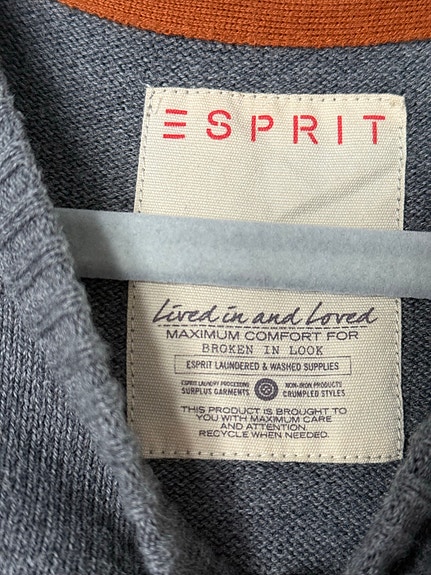 ESPRIT
Lived in and Loved
MAXIMUM COMFORT FOR
BROKEN IN LOOK
ESPRIT LAUNDERED & WASHED SUPPLIES
ESPRIT LAUNDRY PROCESSING NON-IRON PRODUCTS
SURPLUS GARMENTS CRUMPLED STYLES
THIS PRODUCT IS BROUGHT TO
YOU WITH MAXIMUM CARE
AND ATTENTION.
RECYCLE WHEN NEEDED.